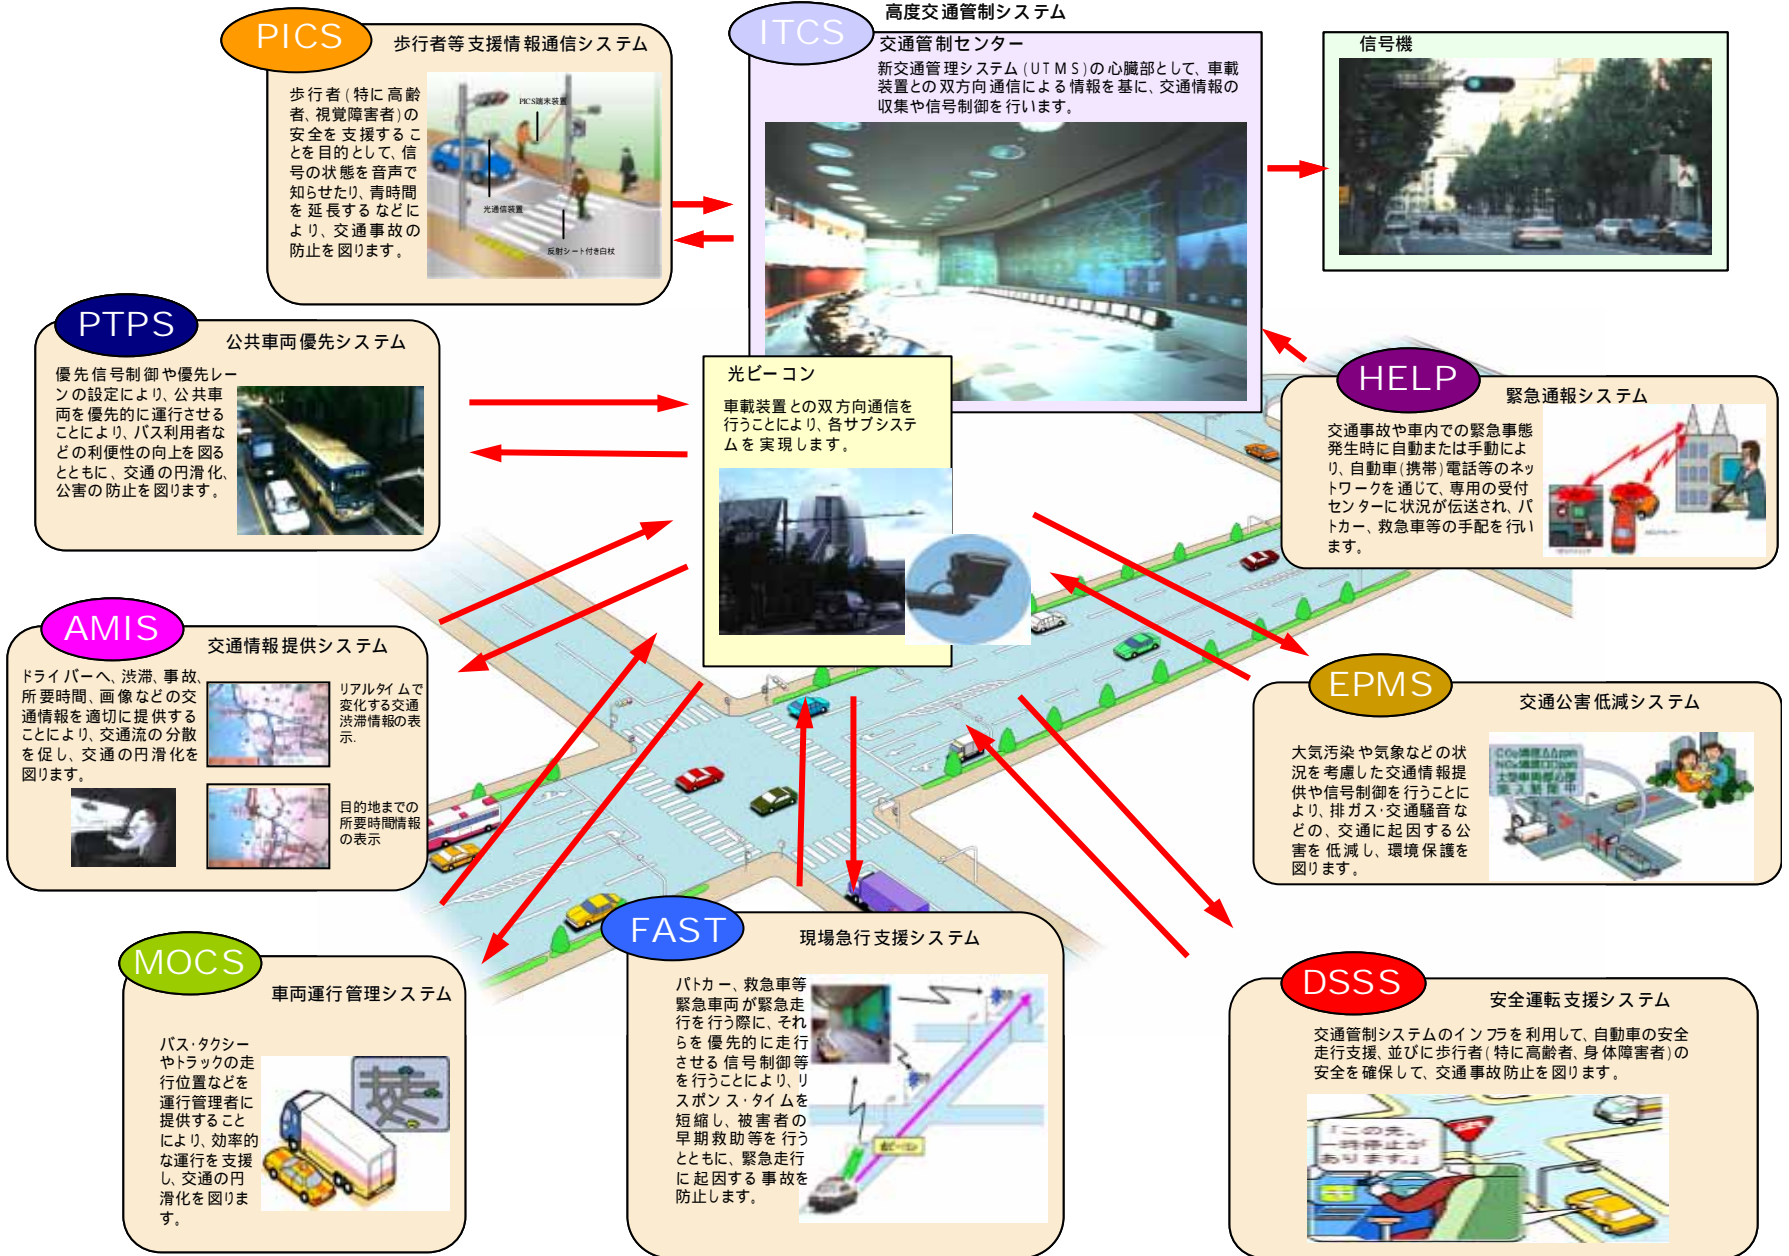 PICS
歩行者等支援情報通信システム
歩行者(特に高齢
者、視覚障害者)の
安全を支援するこ
とを目的として、信
号の状態を音声で
知らせたり、青時間
を延長するなどに
より、交通事故の
防止を図ります。
PICS端末装置
光通信装置
反射シート付き白杖
ITCS
高度交通管制システム
交通管制センター
新交通管理システム(UTMS)の心臓部として、車載
装置との双方向通信による情報を基に、交通情報の
収集や信号制御を行います。
信号機
PTPS
公共車両優先システム
優先信号制御や優先レー
ンの設定により、公共車
両を優先的に運行させる
ことにより、バス利用者な
どの利便性の向上を図る
とともに、交通の円滑化、
公害の防止を図ります。
光ビーコン
車載装置との双方向通信を
行うことにより、各サブシステ
ムを実現します。
HELP
緊急通報システム
交通事故や車内での緊急事態
発生時に自動または手動によ
り、自動車(携帯)電話等のネッ
トワークを通じて、専用の受付
センターに状況が伝送され、パ
トカー、救急車等の手配を行い
ます。
AMIS
交通情報提供システム
ドライバーへ、渋滞、事故、
所要時間、画像などの交
通情報を適切に提供する
ことにより、交通流の分散
を促し、交通の円滑化を
図ります。
リアルタイムで
変化する交通
渋滞情報の表
示.
目的地までの
所要時間情報
の表示
EPMS
交通公害低減システム
大気汚染や気象などの状
況を考慮した交通情報提
供や信号制御を行うことに
より、排ガス・交通騒音な
どの、交通に起因する公
害を低減し、環境保護を
図ります。
MOCS
車両運行管理システム
バス・タクシー
やトラックの走
行位置などを
運行管理者に
提供すること
により、効率的
な運行を支援
し、交通の円
滑化を図りま
す。
FAST
現場急行支援システム
パトカー、救急車等
緊急車両が緊急走
行を行う際に、それ
らを優先的に走行
させる信号制御等
を行うことにより、リ
スポンス・タイムを
短縮し、被害者の
早期救助等を行う
とともに、緊急走行
に起因する事故を
防止します。
光ビーコン
DSSS
安全運転支援システム
交通管制システムのインフラを利用して、自動車の安全
走行支援、並びに歩行者(特に高齢者、身体障害者)の
安全を確保して、交通事故防止を図ります。
「この先、
一時停止が
あります。」